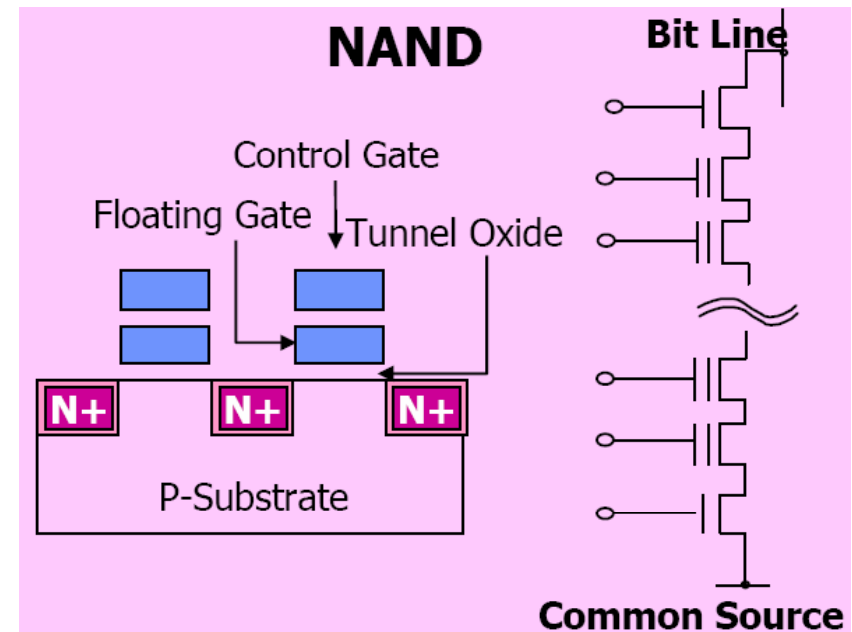 NAND
Bit Line
Control Gate
Floating Gate
Tunnel Oxide
N+ N+ N+
P-Substrate
Common Source